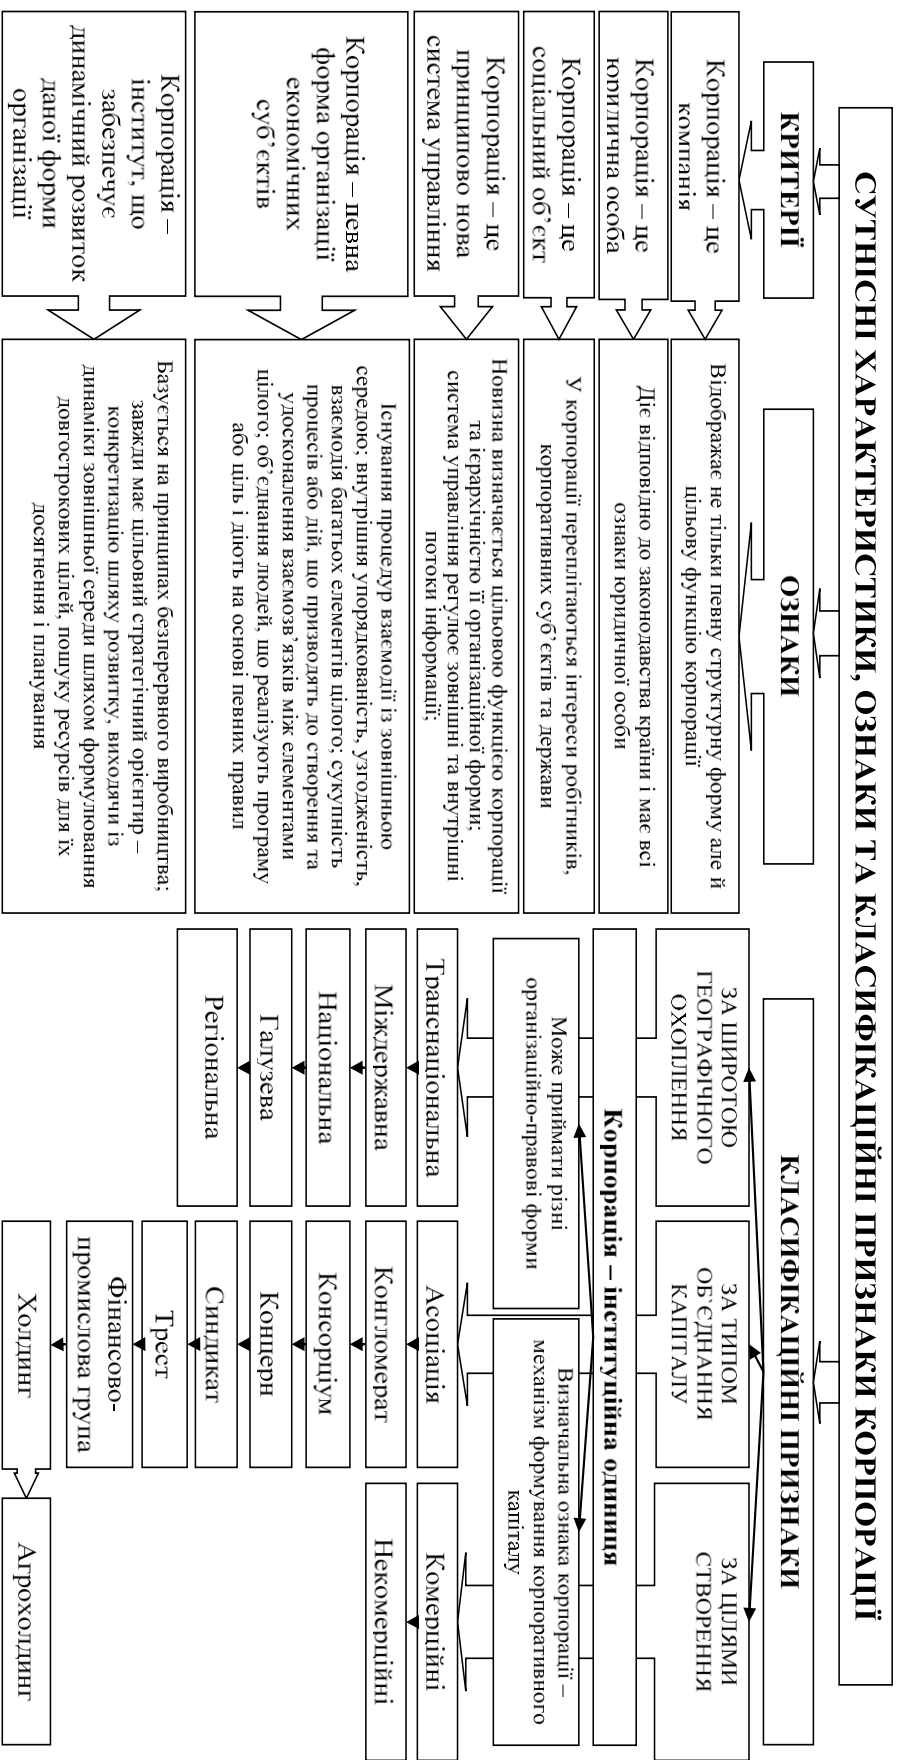 СУТНІСНІ ХАРАКТЕРИСТИКИ, ОЗНАКИ ТА КЛАСИФІКАЦІЙНІ ПРИЗНАКИ КОРПОРАЦІЇ
КРИТЕРІЇ
ОЗНАКИ
КЛАСИФІКАЦІЙНІ ПРИЗНАКИ
Корпорація – це
компанія
Відображає не тільки певну структурну форму але й
цільову функцію корпорації
Корпорація – це
юридична особа
Діє відповідно до законодавства країни і має всі
ознаки юридичної особи
Корпорація – це
соціальний об’єкт
У корпорації переплітаються інтереси робітників,
корпоративних суб’єктів та держави
Корпорація – це
принципово нова
система управління
Новизна визначається цільовою функцією корпорації
та ієрархічністю її організаційної форми;
система управління регулює зовнішні та внутрішні
потоки інформації;
Корпорація – певна
форма організації
економічних
суб’єктів
Існування процедур взаємодії із зовнішньою
середою; внутрішня упорядкованість, узгодженість,
взаємодія багатьох елементів цілого; сукупність
процесів або дій, що призводять до створення та
удосконалення взаємозв’язків між елементами
цілого; об’єднання людей, що реалізують програму
або ціль і діють на основі певних правил
Корпорація –
інститут, що
забезпечує
динамічний розвиток
даної форми
організації
Базується на принципах безперервного виробництва;
завжди має цільовий стратегічний орієнтир –
конкретизацію шляху розвитку, виходячи із
динаміки зовнішньої середи шляхом формулювання
довгострокових цілей, пошуку ресурсів для їх
досягнення і планування
ЗА ШИРОТОЮ
ГЕОГРАФІЧНОГО
ОХОПЛЕННЯ
ЗА ТИПОМ
ОБ’ЄДНАННЯ
КАПІТАЛУ
ЗА ЦІЛЯМИ
СТВОРЕННЯ
Корпорація – інституційна одиниця
Може приймати різні
організаційно-правові форми
Визначальна ознака корпорації –
механізм формування корпоративного
капіталу
Транснаціональна
Міждержавна
Національна
Галузева
Регіональна
Асоціація
Конгломерат
Консорціум
Концерн
Синдикат
Трест
Фінансово-
промислова група
Холдинг
Агрохолдинг
Комерційні
Некомерційні